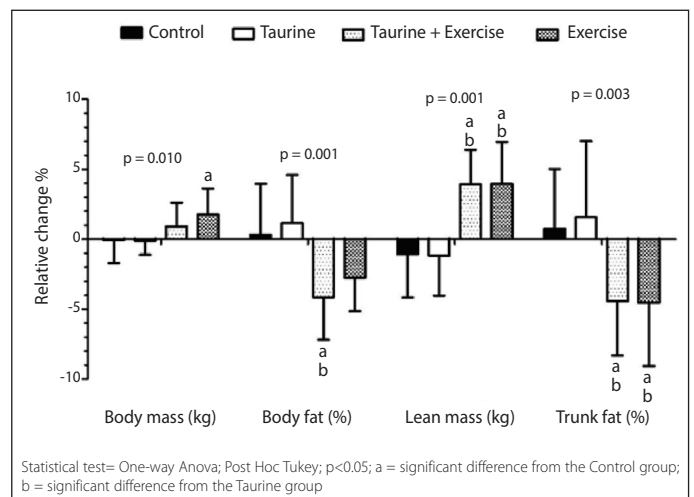 Control Taurine Taurine + Exercise Exercise
Relative change %
10
5
0
-5
-10
p = 0.010
a
p = 0.001
a
b
p = 0.001
a
b
a
b
p = 0.003
a
b
a
b
Body mass (kg) Body fat (%) Lean mass (kg) Trunk fat (%)
Statistical test= One-way Anova; Post Hoc Tukey; p<0.05; a = significant difference from the Control group;
b = significant difference from the Taurine group